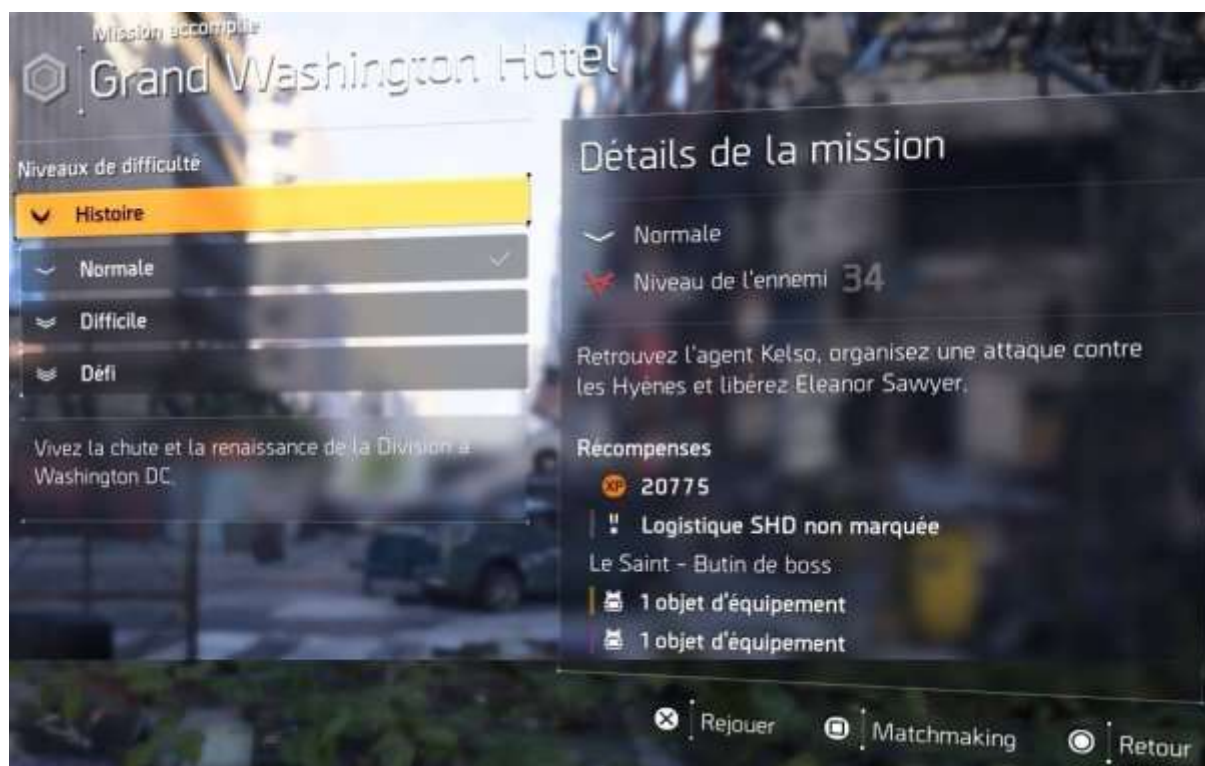 Mission accomplie
Grand Washington Hotel
Niveaux de difficulté
Histoire
Normale
Difficile
Défi
Vivez la chute et la renaissance de la Division à
Washington DC.
Détails de la mission
Normale
Niveau de l'ennemi 34
Retrouvez l'agent Kelso, organisez une attaque contre
les Hyènes et libérez Eleanor Sawyer.
Récompenses
XP 20775
Logistique SHD non marquée
Le Saint - Butin de boss
1 objet d'équipement
1 objet d'équipement
Rejouer
Matchmaking
Retour